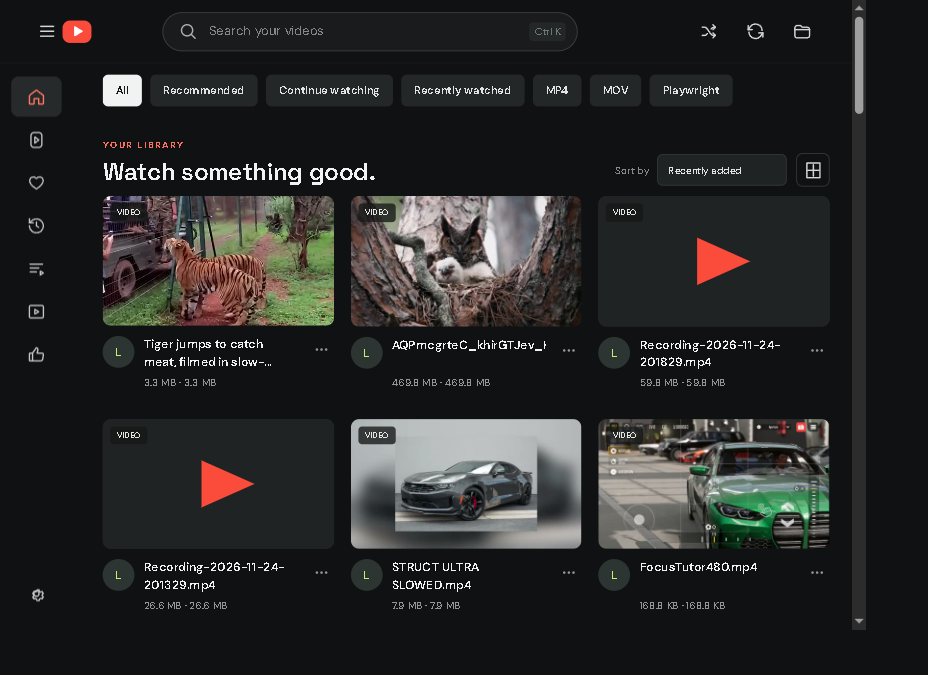 Search your videos
Ctrl K
All
Recommended
Continue watching
Recently watched
MP4
MOV
Playwright
YOUR LIBRARY
Watch something good.
Sort by
Recently added
VIDEO
VIDEO
VIDEO
L
Tiger jumps to catch
meat, filmed in slow-...
3.3 MB · 3.3 MB
L
469.8 MB · 469.8 MB
L
Recording-2026-11-24-
201829.mp4
59.8 MB · 59.8 MB
VIDEO
VIDEO
VIDEO
L
Recording-2026-11-24-
201329.mp4
26.6 MB · 26.6 MB
L
STRUCT ULTRA
SLOWED.mp4
7.9 MB · 7.9 MB
L
FocusTutor480.mp4
168.8 KB · 168.8 KB